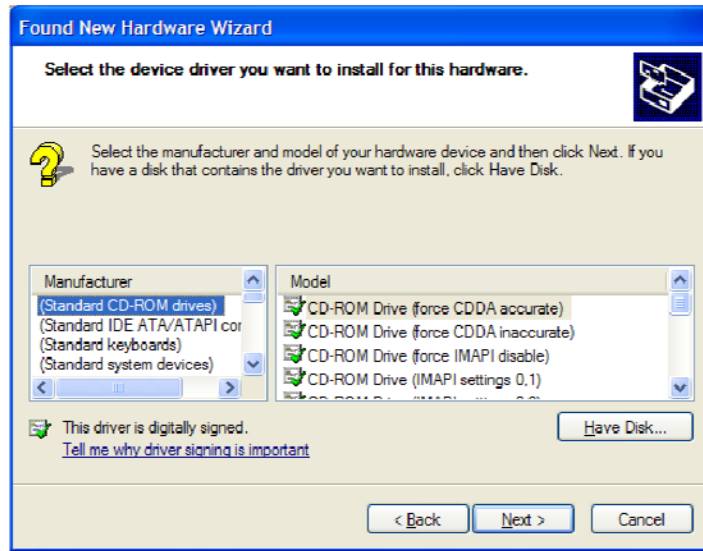 Found New Hardware Wizard
Select the device driver you want to install for this hardware.
Select the manufacturer and model of your hardware device and then click Next. If you
have a disk that contains the driver you want to install, click Have Disk.
Manufacturer
(Standard CD-ROM drives)
(Standard IDE ATA/ATAPI cor
(Standard keyboards)
(Standard system devices)
Model
CD-ROM Drive (force CDDA accurate)
CD-ROM Drive (force CDDA inaccurate)
CD-ROM Drive (force IMAPI disable)
CD-ROM Drive (IMAPI settings 0,1)
This driver is digitally signed.
Tell me why driver signing is important
Have Disk...
< Back
Next >
Cancel